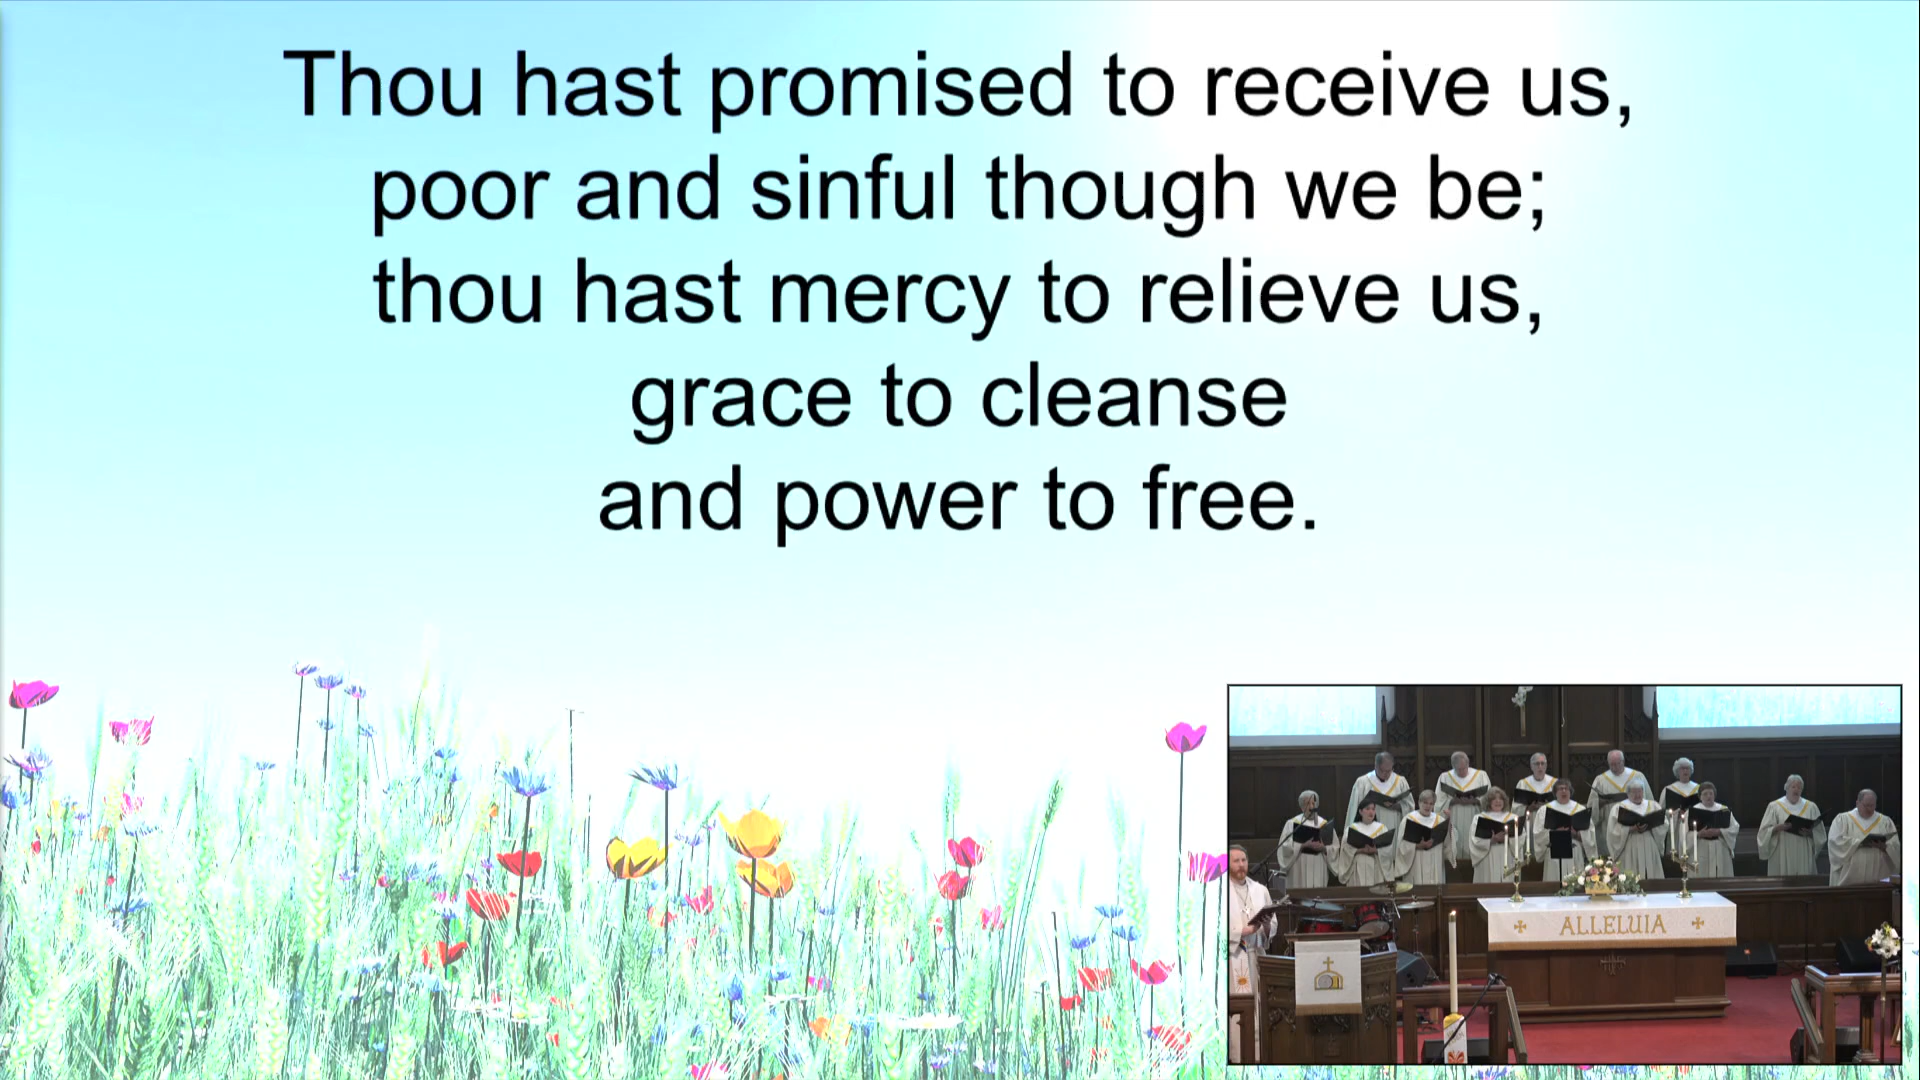 Thou hast promised to receive us,
poor and sinful though we be;
thou hast mercy to relieve us,
grace to cleanse
and power to free.
ALLELUIA